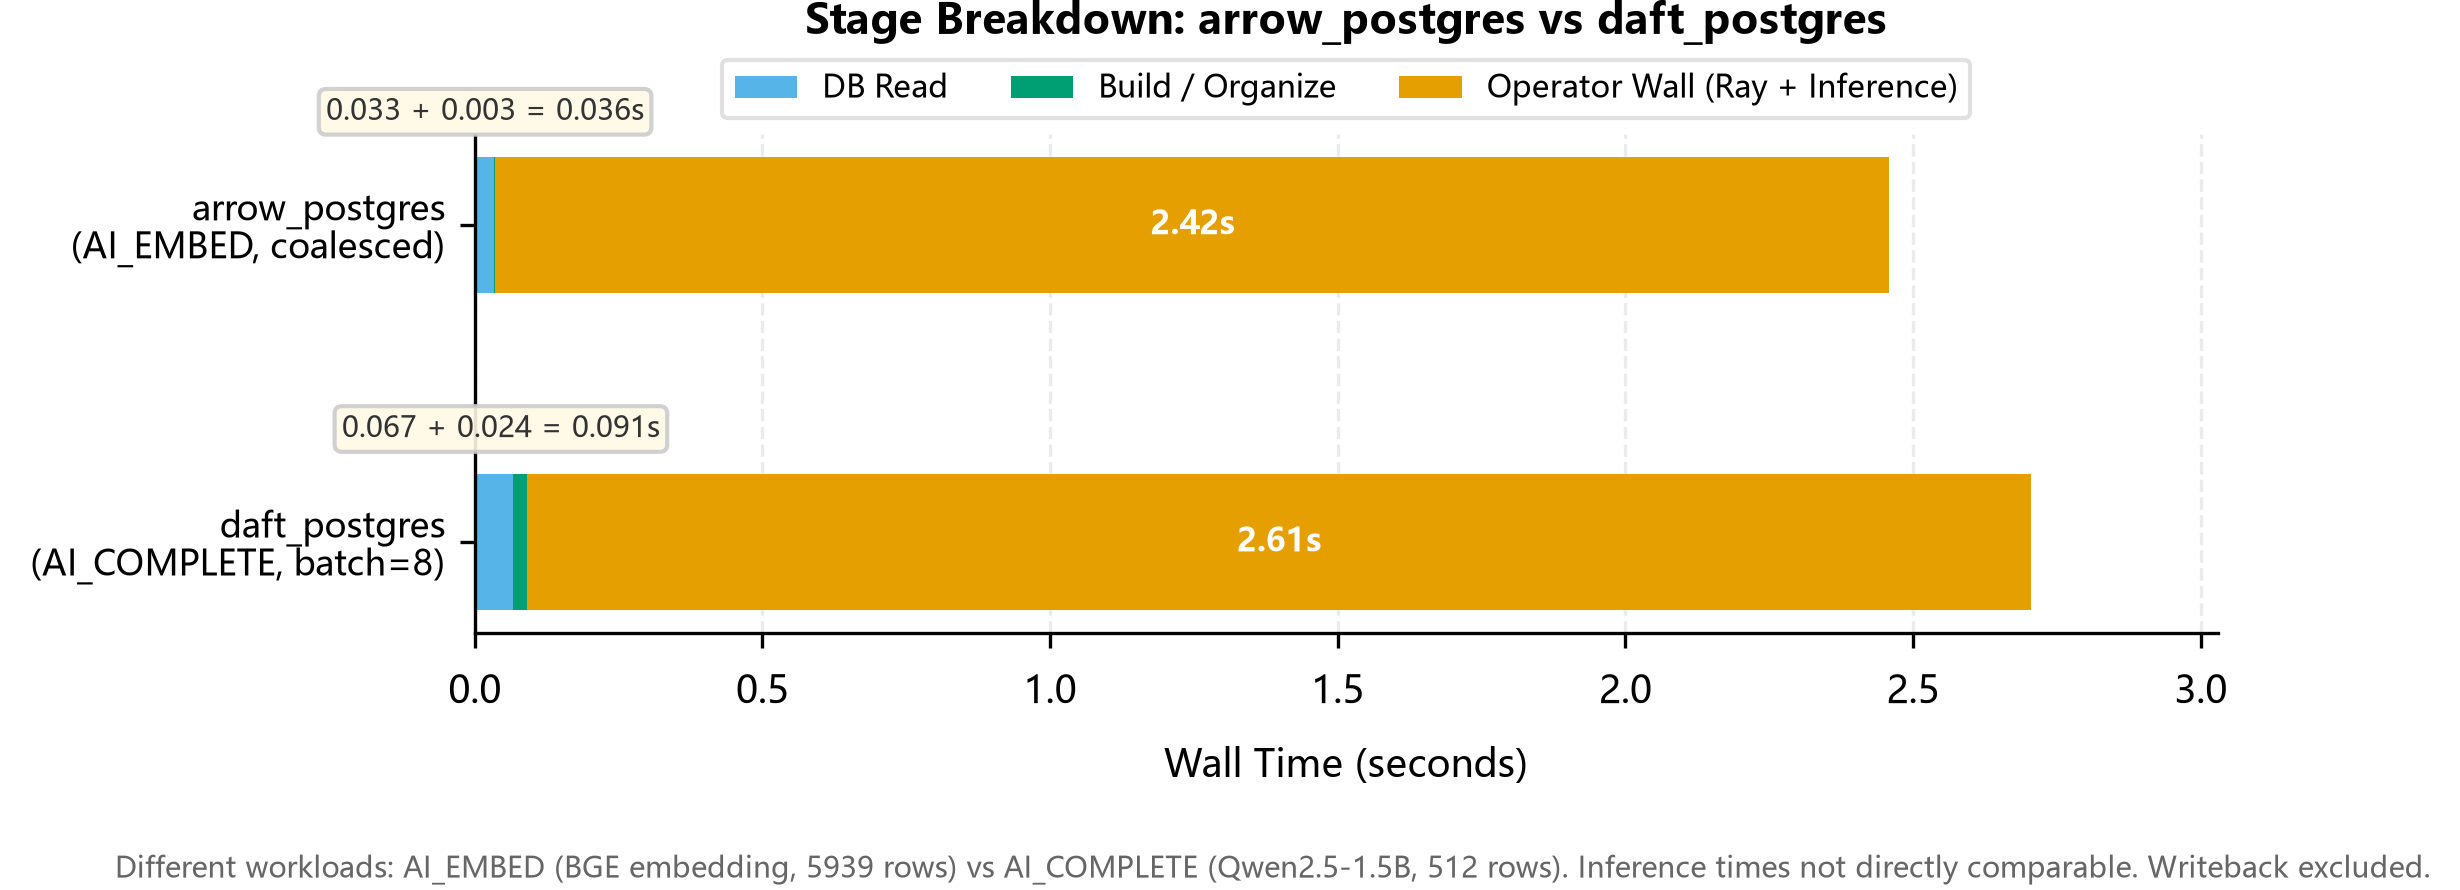 Stage Breakdown: arrow_postgres vs daft_postgres
DB Read
Build / Organize
Operator Wall (Ray + Inference)
0.033 + 0.003 = 0.036s
arrow_postgres
(AI_EMBED, coalesced)
2.42s
0.067 + 0.024 = 0.091s
daft_postgres
(AI_COMPLETE, batch=8)
2.61s
0.0
0.5
1.0
1.5
2.0
2.5
3.0
Wall Time (seconds)
Different workloads: AI_EMBED (BGE embedding, 5939 rows) vs AI_COMPLETE (Qwen2.5-1.5B, 512 rows). Inference times not directly comparable. Writeback excluded.